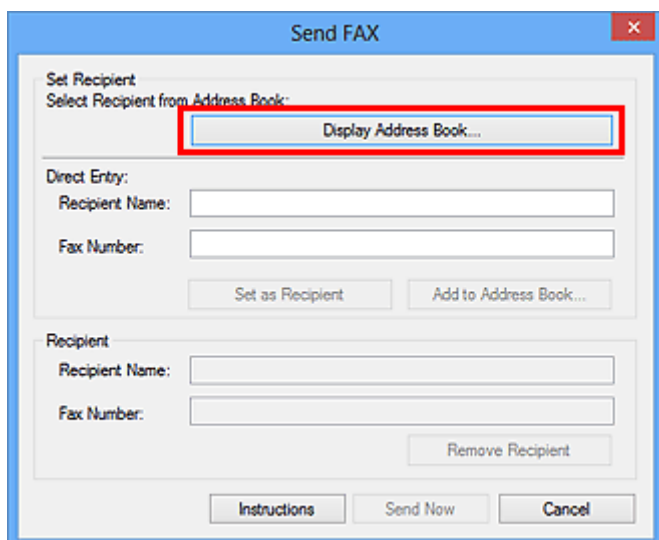 Send FAX
Set Recipient
Select Recipient from Address Book:
Display Address Book...
Direct Entry:
Recipient Name:
Fax Number:
Set as Recipient Add to Address Book...
Recipient
Recipient Name:
Fax Number:
Remove Recipient
Instructions Send Now Cancel